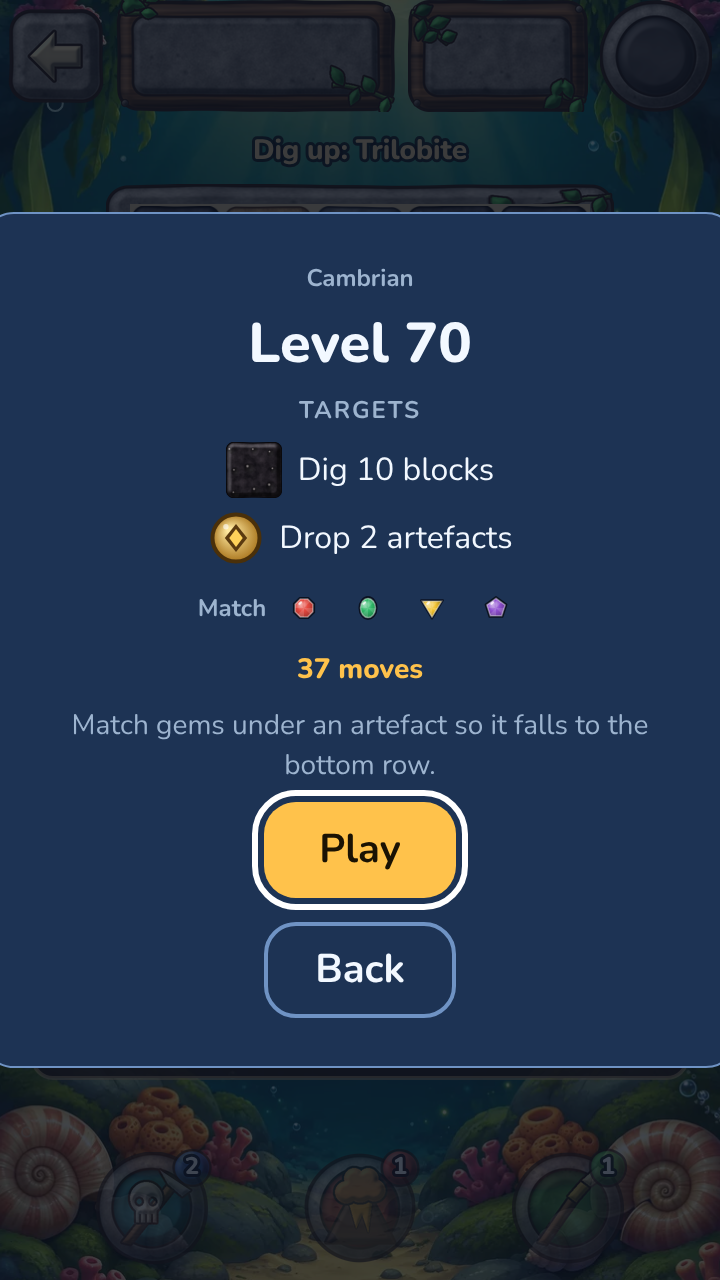 Dig up: Trilobite
Cambrian
Level 70
TARGETS
Dig 10 blocks
Drop 2 artefacts
Match
37 moves
Match gems under an artefact so it falls to the
bottom row.
Play
Back
2
1
1